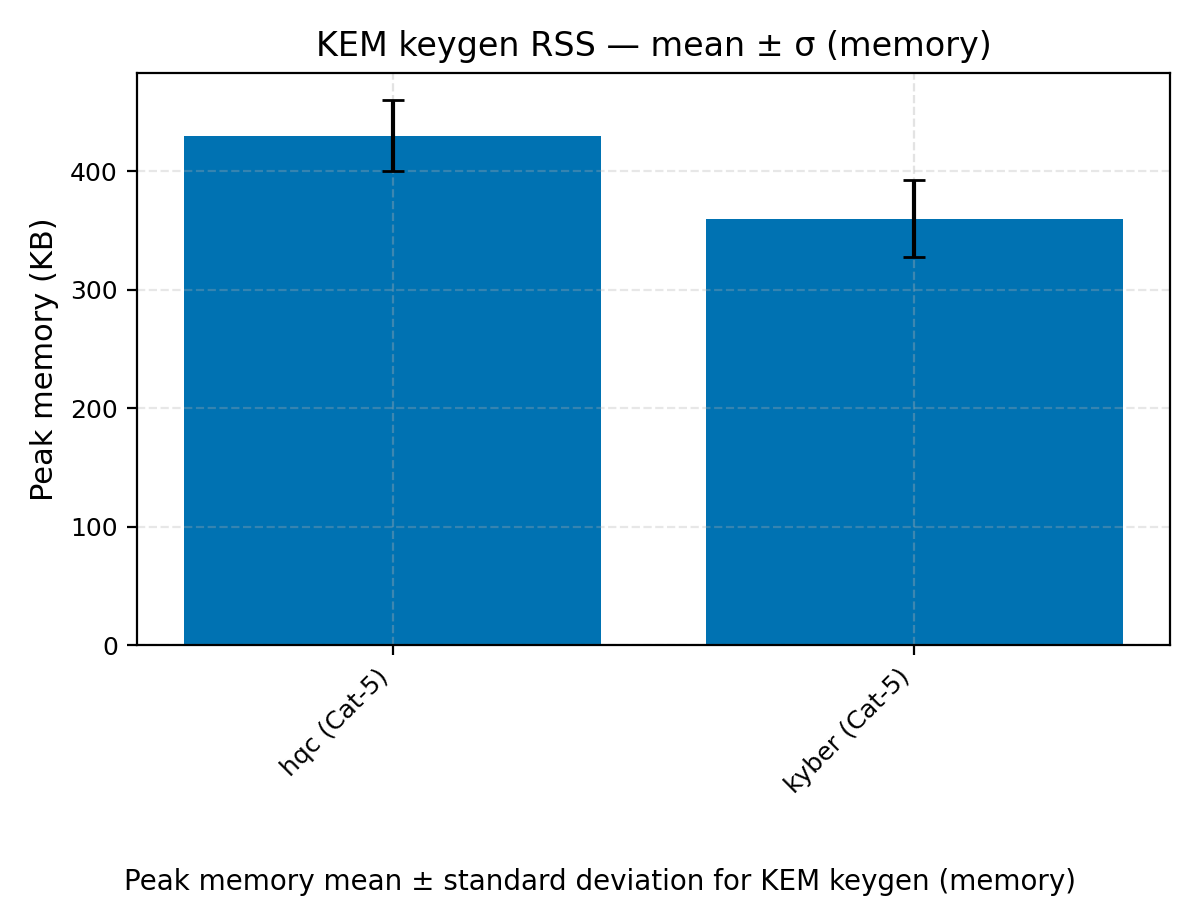 KEM keygen RSS — mean ± σ (memory)
Peak memory (KB)
400
300
200
100
0
hqc (Cat-5)
kyber (Cat-5)
Peak memory mean ± standard deviation for KEM keygen (memory)